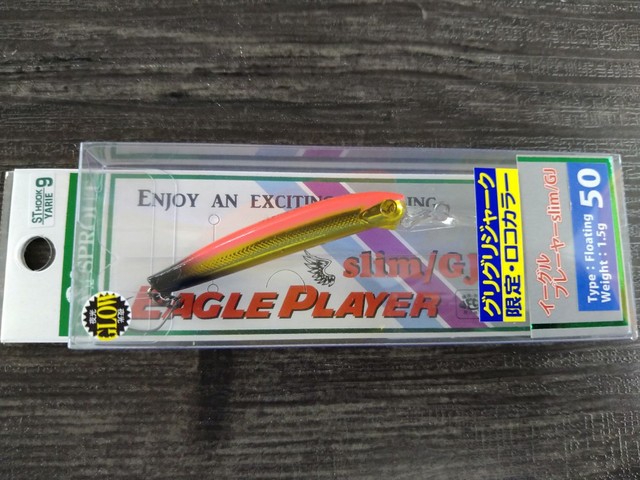 ST HOOK 9
YARIE
SPROUT
ENJOY AN EXCITING
slim/GJ
EAGLE PLAYER
GLOW
グリグリジャーク
限定・ロコカラー
イーグル
プレーヤーslim/GJ
50
Type : Floating
Weight : 1.5g